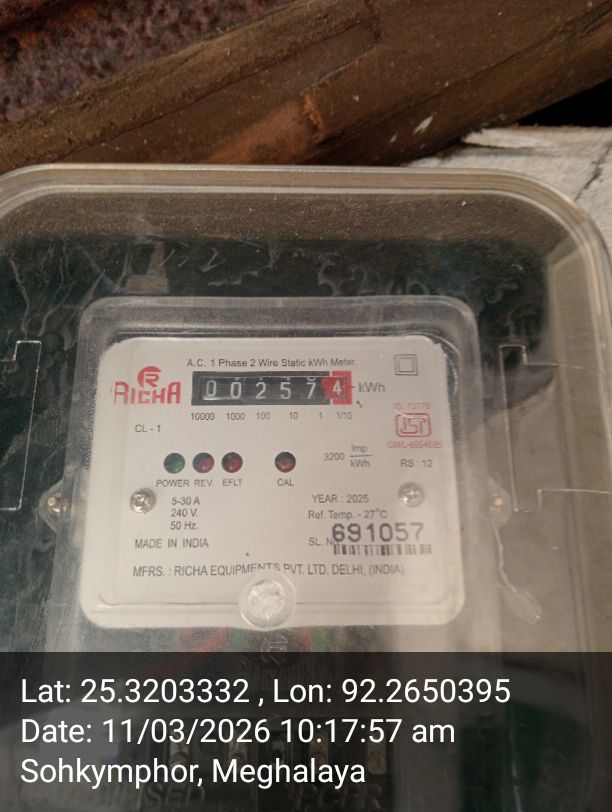 A.C. 1 Phase 2 Wire Static kWh Meter.
RICHA
R
0 0 2 5 7 4 kWh
10000 1000 100 10 1 1/10
IS: 13779
ISI
CL - 1
3200 Imp/kWh
RS : 12
POWER REV. EFLT CAL
5-30 A
240 V.
50 Hz.
YEAR : 2025
Ref. Temp. - 27°C
MADE IN INDIA
SL. No 691057
MFRS. : RICHA EQUIPMENTS PVT. LTD. DELHI, (INDIA)
Lat: 25.3203332 , Lon: 92.2650395
Date: 11/03/2026 10:17:57 am
Sohkymphor, Meghalaya